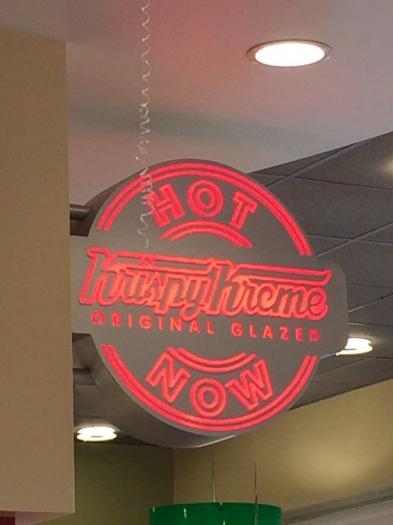 HOT
Krispy Kreme
ORIGINAL GLAZED
NOW